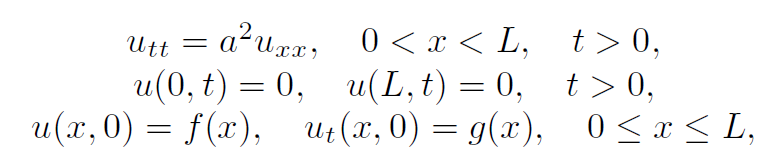 u_{tt} = a^2 u_{xx}, 0 < x < L, t > 0,
u(0, t) = 0, u(L, t) = 0, t > 0,
u(x, 0) = f(x), u_t(x, 0) = g(x), 0 ≤ x ≤ L,